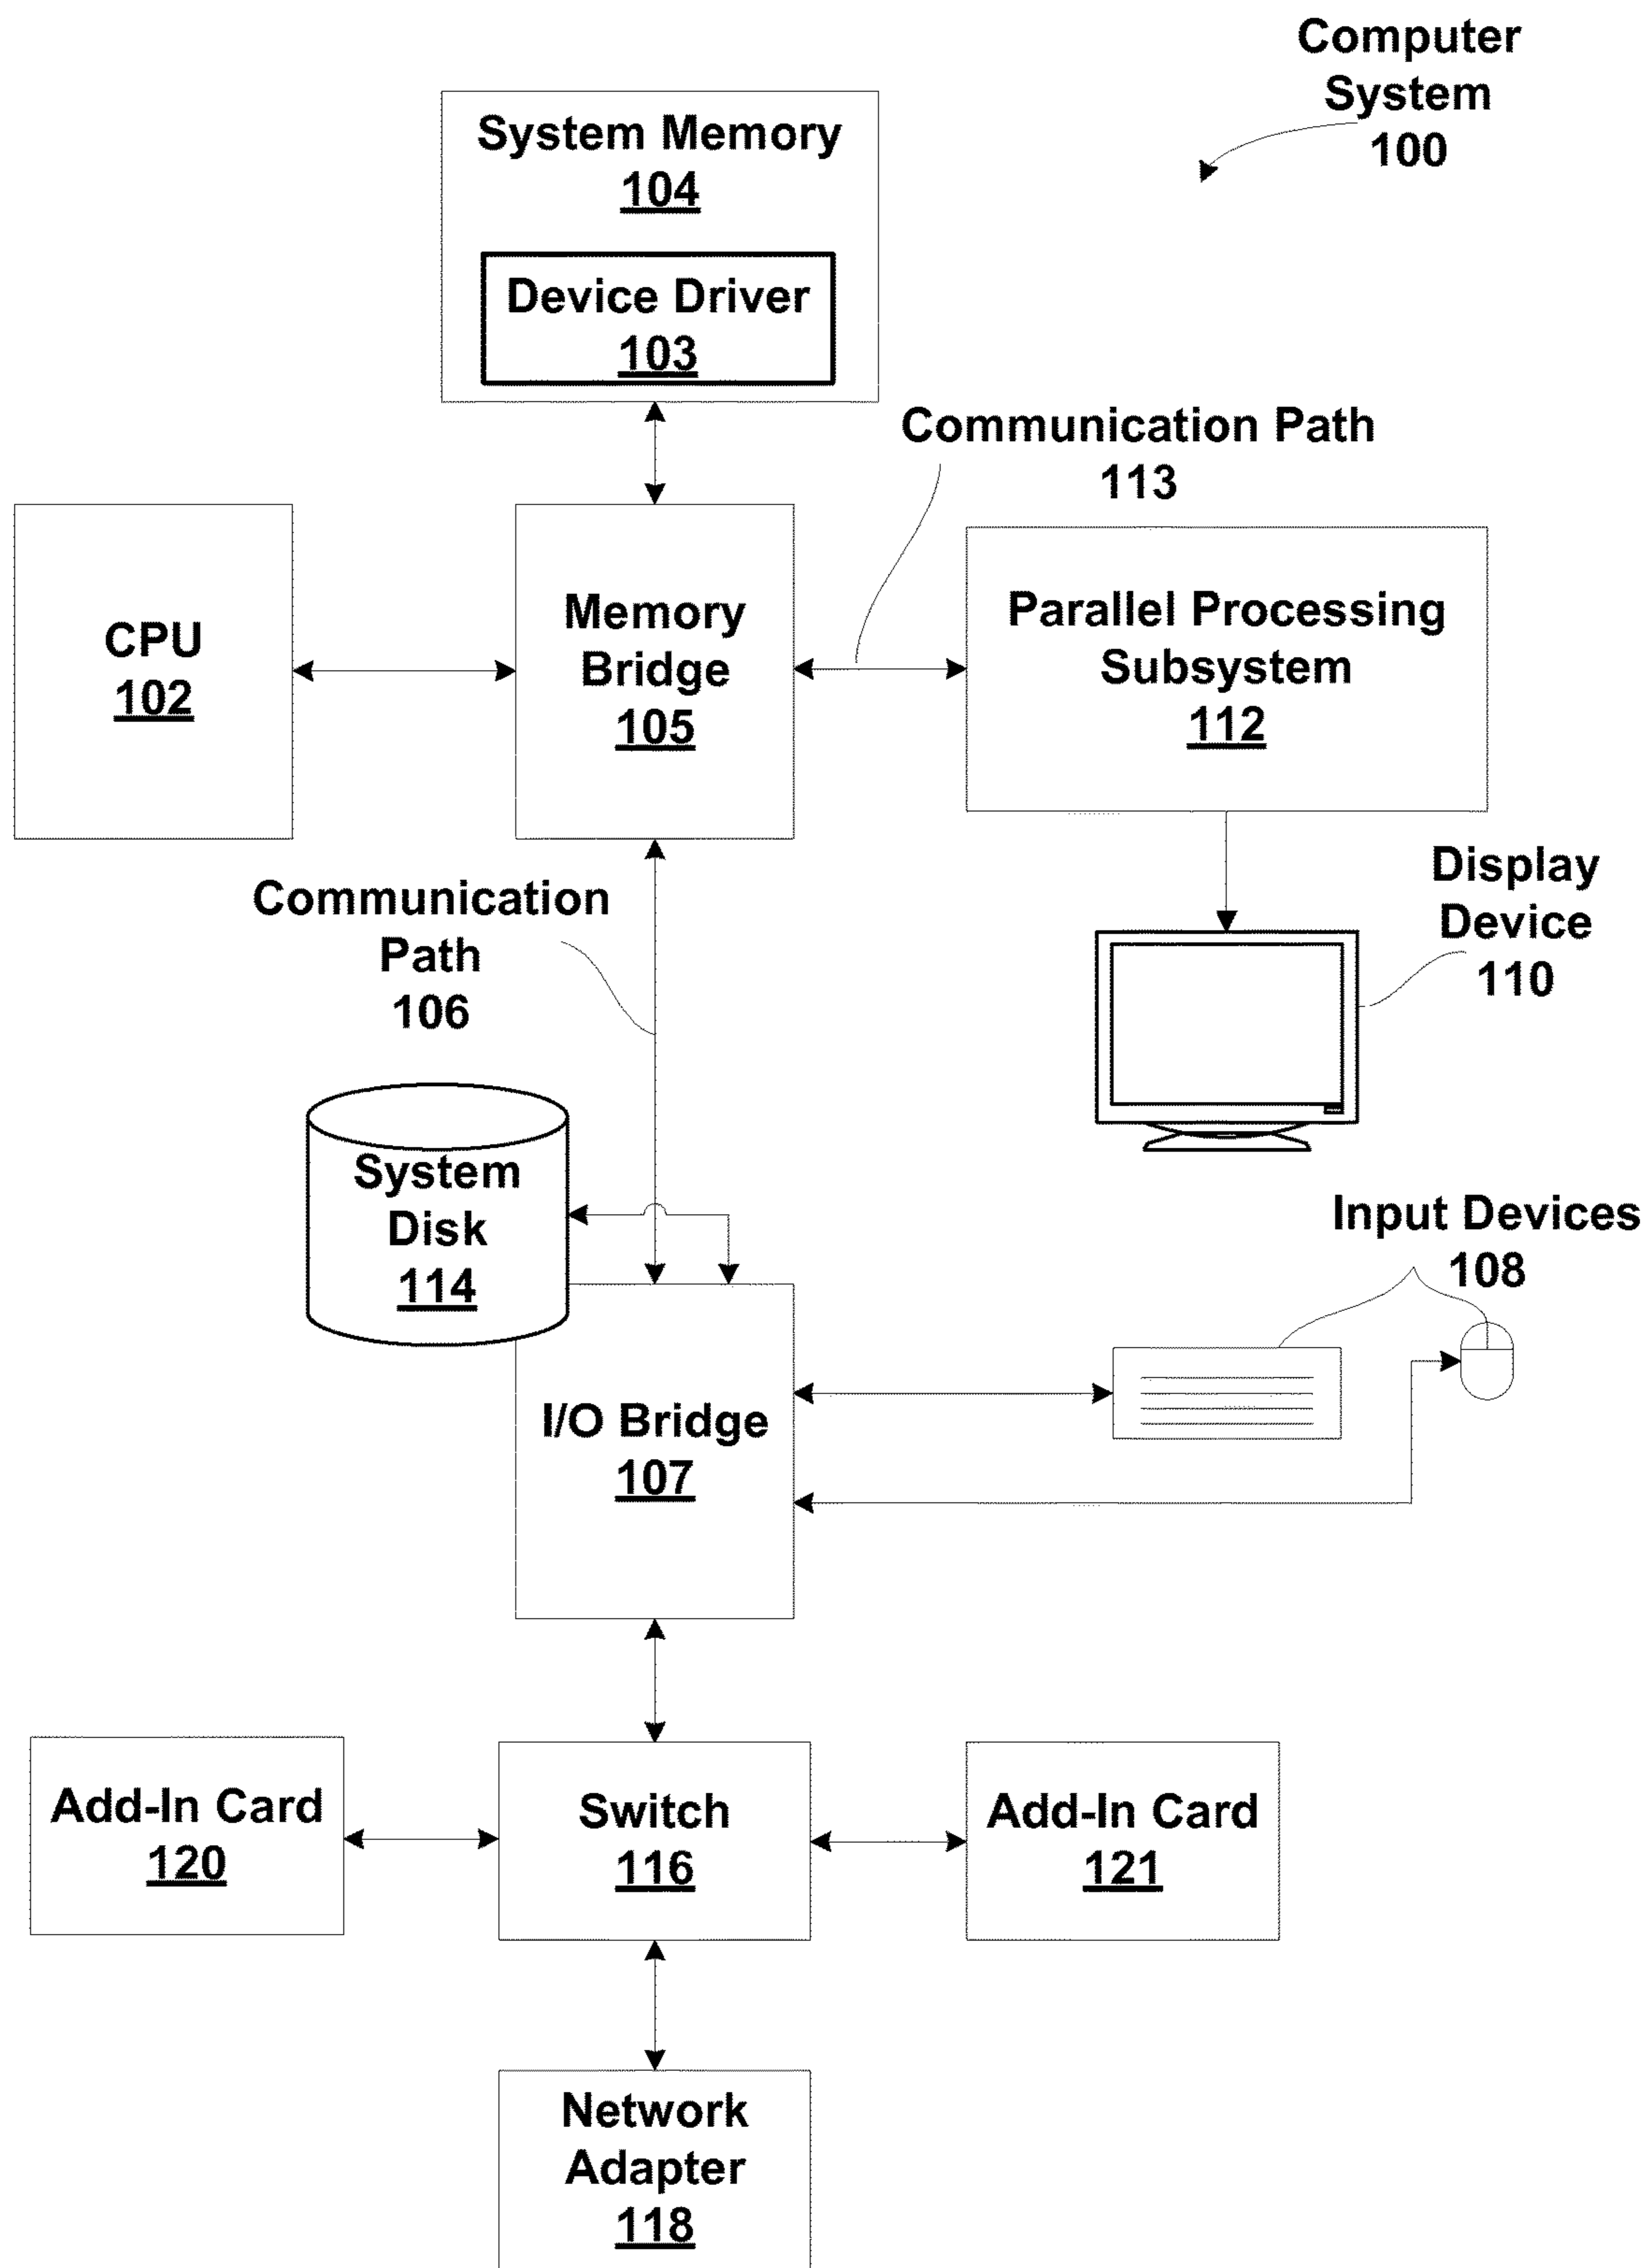 Computer
System
100
System Memory
104
Device Driver
103
Communication Path
113
CPU
102
Memory
Bridge
105
Parallel Processing
Subsystem
112
Communication
Path
106
Display
Device
110
System
Disk
114
Input Devices
108
I/O Bridge
107
Add-In Card
120
Switch
116
Add-In Card
121
Network
Adapter
118